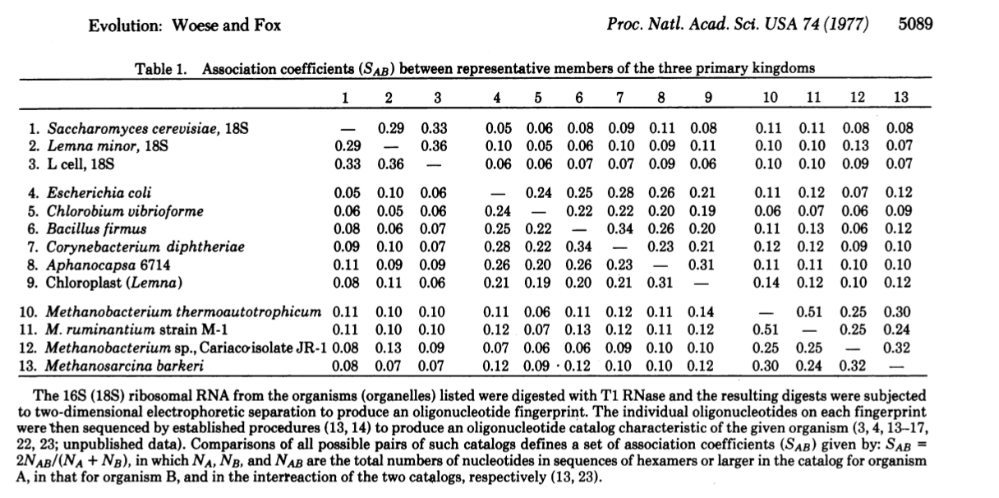 Evolution: Woese and Fox Proc. Natl. Acad. Sci. USA 74 (1977) 5089
Table 1. Association coefficients (SAB) between representative members of the three primary kingdoms
1 2 3 4 5 6 7 8 9 10 11 12 13
1. Saccharomyces cerevisiae, 18S — 0.29 0.33 0.05 0.06 0.08 0.09 0.11 0.08 0.11 0.11 0.08 0.08
2. Lemna minor, 18S 0.29 — 0.36 0.10 0.05 0.06 0.10 0.09 0.11 0.10 0.10 0.13 0.07
3. L cell, 18S 0.33 0.36 — 0.06 0.06 0.07 0.07 0.09 0.06 0.10 0.10 0.09 0.07
4. Escherichia coli 0.05 0.10 0.06 — 0.24 0.25 0.28 0.26 0.21 0.11 0.12 0.07 0.12
5. Chlorobium vibrioforme 0.06 0.05 0.06 0.24 — 0.22 0.22 0.20 0.19 0.06 0.07 0.06 0.09
6. Bacillus firmus 0.08 0.06 0.07 0.25 0.22 — 0.34 0.26 0.20 0.11 0.13 0.06 0.12
7. Corynebacterium diphtheriae 0.09 0.10 0.07 0.28 0.22 0.34 — 0.23 0.21 0.12 0.12 0.09 0.10
8. Aphanocapsa 6714 0.11 0.09 0.09 0.26 0.20 0.26 0.23 — 0.31 0.11 0.11 0.10 0.10
9. Chloroplast (Lemna) 0.08 0.11 0.06 0.21 0.19 0.20 0.21 0.31 — 0.14 0.12 0.10 0.12
10. Methanobacterium thermoautotrophicum 0.11 0.10 0.10 0.11 0.06 0.11 0.12 0.11 0.14 — 0.51 0.25 0.30
11. M. ruminantium strain M-1 0.11 0.10 0.10 0.12 0.07 0.13 0.12 0.11 0.12 0.51 — 0.25 0.24
12. Methanobacterium sp., Cariaco isolate JR-1 0.08 0.13 0.09 0.07 0.06 0.06 0.09 0.10 0.10 0.25 0.25 — 0.32
13. Methanosarcina barkeri 0.08 0.07 0.07 0.12 0.09 0.12 0.10 0.10 0.12 0.30 0.24 0.32 —
The 16S (18S) ribosomal RNA from the organisms (organelles) listed were digested with T1 RNase and the resulting digests were subjected
to two-dimensional electrophoretic separation to produce an oligonucleotide fingerprint. The individual oligonucleotides on each fingerprint
were then sequenced by established procedures (13, 14) to produce an oligonucleotide catalog characteristic of the given organism (3, 4, 13–17,
22, 23; unpublished data). Comparisons of all possible pairs of such catalogs defines a set of association coefficients (SAB) given by: SAB =
2NAB/(NA + NB), in which NA, NB, and NAB are the total numbers of nucleotides in sequences of hexamers or larger in the catalog for organism
A, in that for organism B, and in the interreaction of the two catalogs, respectively (13, 23).